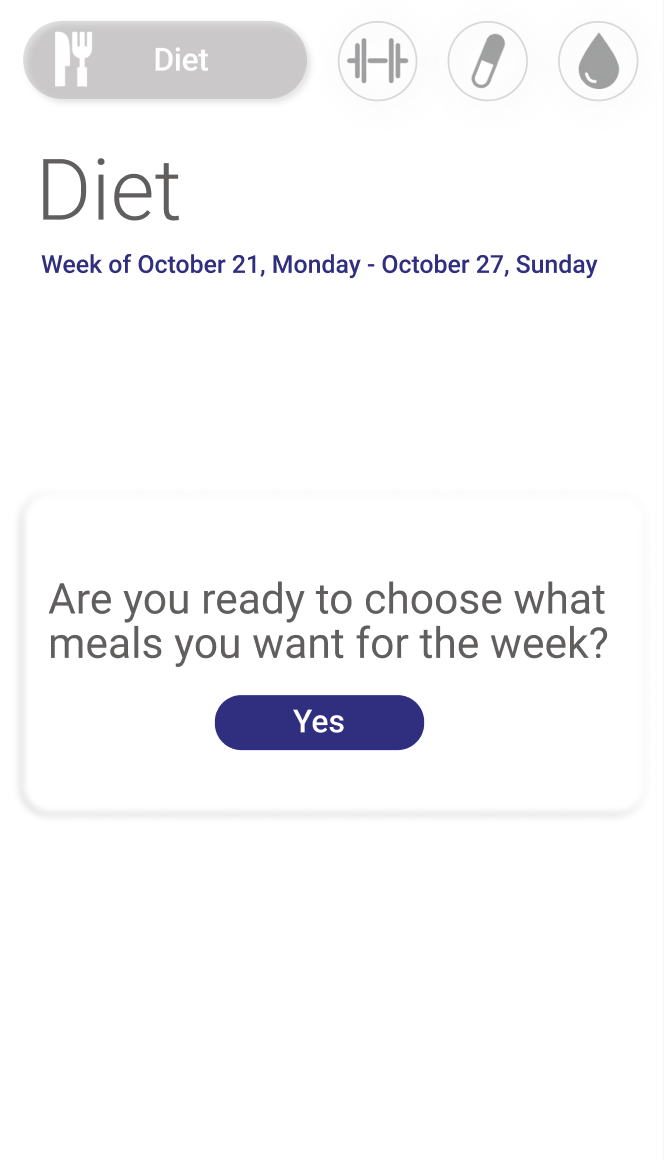 Diet
Diet
Week of October 21, Monday - October 27, Sunday
Are you ready to choose what
meals you want for the week?
Yes